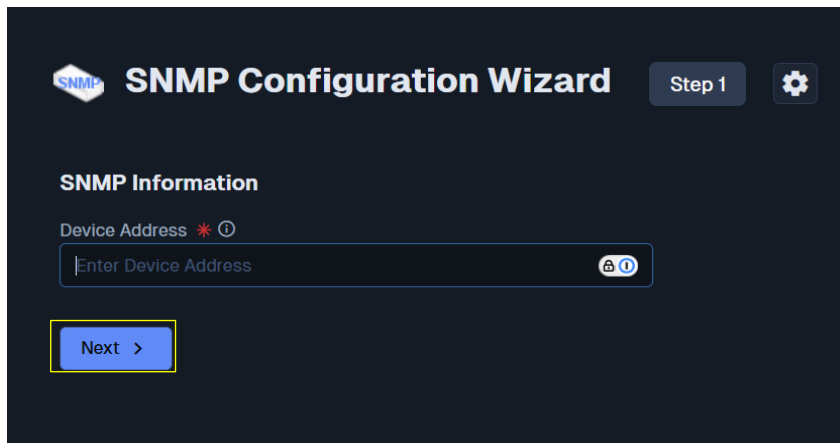 SNMP
SNMP Configuration Wizard
Step 1
SNMP Information
Device Address *
Enter Device Address
Next >